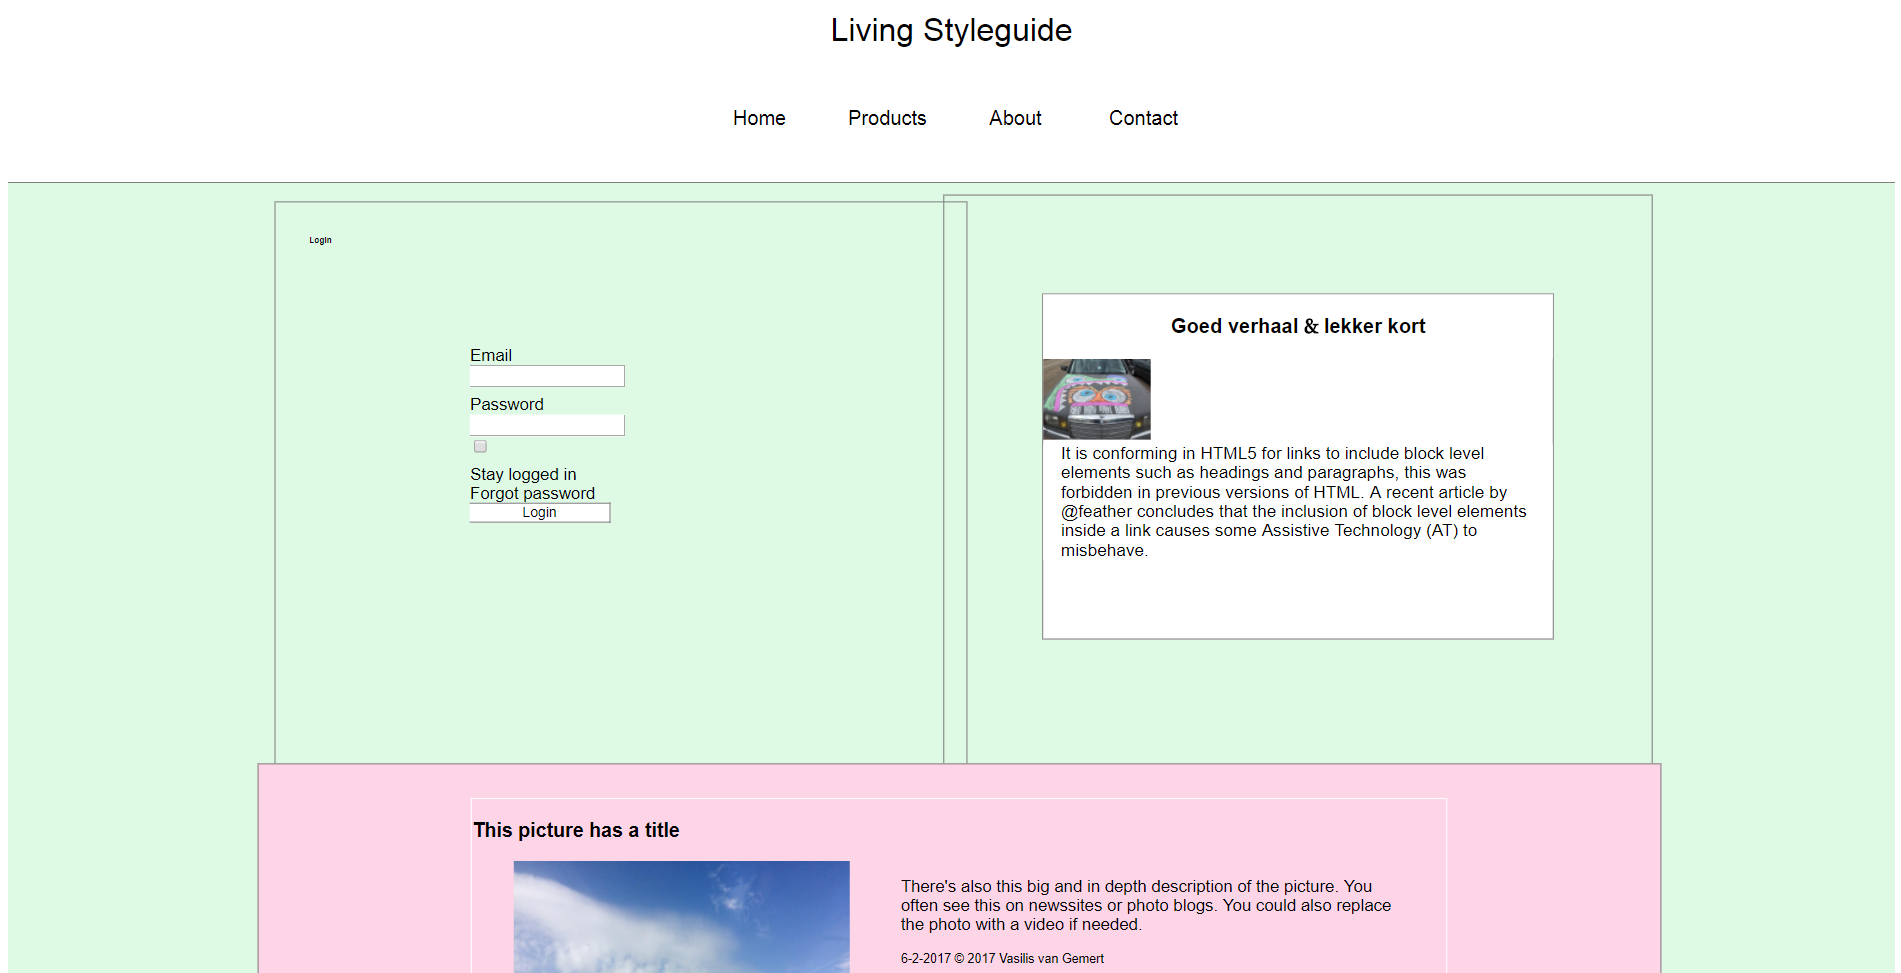 Living Styleguide
Home Products About Contact
Login
Email
Password
Stay logged in
Forgot password
Login
Goed verhaal & lekker kort
It is conforming in HTML5 for links to include block level
elements such as headings and paragraphs, this was
forbidden in previous versions of HTML. A recent article by
@feather concludes that the inclusion of block level elements
inside a link causes some Assistive Technology (AT) to
misbehave.
This picture has a title
There's also this big and in depth description of the picture. You
often see this on newssites or photo blogs. You could also replace
the photo with a video if needed.
6-2-2017 © 2017 Vasilis van Gemert